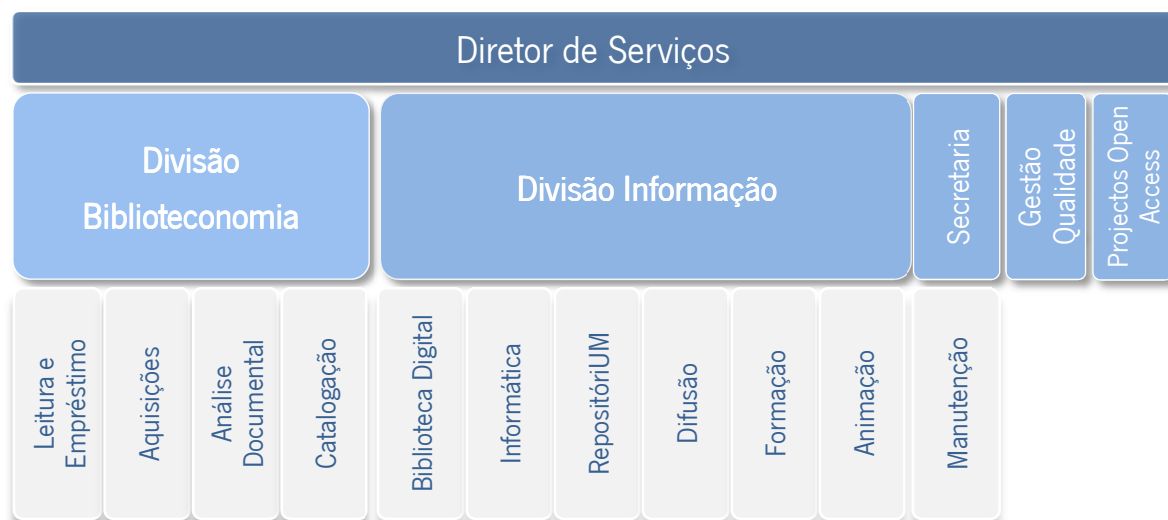 Diretor de Serviços
Divisão
Biblioteconomia
Divisão Informação
Secretaria
Gestão
Qualidade
Projectos Open
Access
Leitura e
Empréstimo
Aquisições
Análise
Documental
Catalogação
Biblioteca Digital
Informática
RepositóriUM
Difusão
Formação
Animação
Manutenção